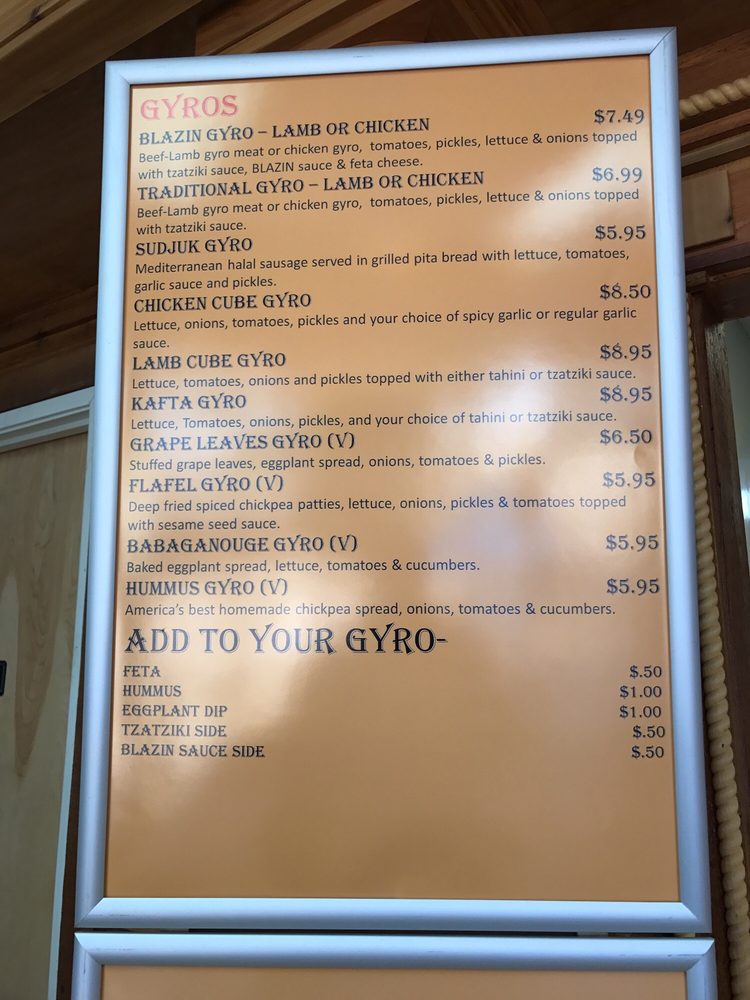 GYROS
BLAZIN GYRO – LAMB OR CHICKEN $7.49
Beef-Lamb gyro meat or chicken gyro, tomatoes, pickles, lettuce & onions topped
with tzatziki sauce, BLAZIN sauce & feta cheese.
TRADITIONAL GYRO – LAMB OR CHICKEN $6.99
Beef-Lamb gyro meat or chicken gyro, tomatoes, pickles, lettuce & onions topped
with tzatziki sauce.
SUDJUK GYRO $5.95
Mediterranean halal sausage served in grilled pita bread with lettuce, tomatoes,
garlic sauce and pickles.
CHICKEN CUBE GYRO $8.50
Lettuce, onions, tomatoes, pickles and your choice of spicy garlic or regular garlic
sauce.
LAMB CUBE GYRO $8.95
Lettuce, tomatoes, onions and pickles topped with either tahini or tzatziki sauce.
KAFTA GYRO $8.95
Lettuce, Tomatoes, onions, pickles, and your choice of tahini or tzatziki sauce.
GRAPE LEAVES GYRO (V) $6.50
Stuffed grape leaves, eggplant spread, onions, tomatoes & pickles.
FLAFEL GYRO (V) $5.95
Deep fried spiced chickpea patties, lettuce, onions, pickles & tomatoes topped
with sesame seed sauce.
BABAGANOUGE GYRO (V) $5.95
Baked eggplant spread, lettuce, tomatoes & cucumbers.
HUMMUS GYRO (V) $5.95
America's best homemade chickpea spread, onions, tomatoes & cucumbers.
ADD TO YOUR GYRO-
FETA $.50
HUMMUS $1.00
EGGPLANT DIP $1.00
TZATZIKI SIDE $.50
BLAZIN SAUCE SIDE $.50